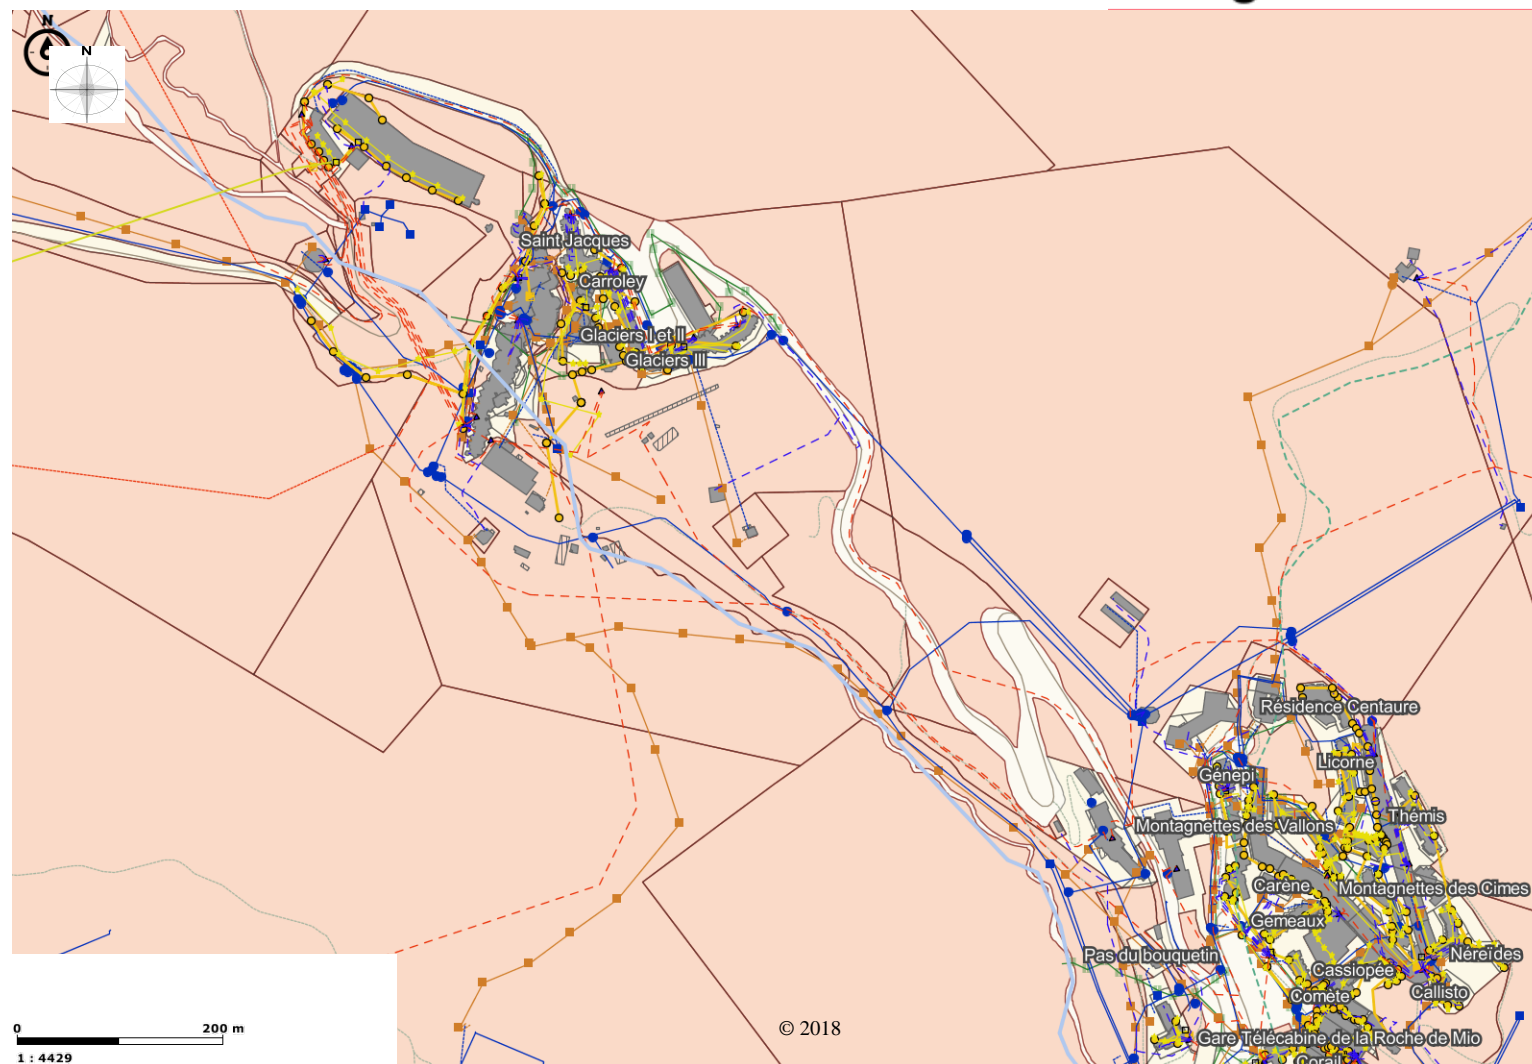 N
N
Saint Jacques
Carroley
Glaciers I et II
Glaciers III
Résidence Centaure
Licorne
Génépi
Thémis
Montagnettes des Vallons
Carène
Montagnettes des Cimes
Gémeaux
Pas du bouquetin
Néréïdes
Cassiopée
Comète
Callisto
© 2018
Gare Télécabine de la Roche de Mio
0 200 m
1 : 4429